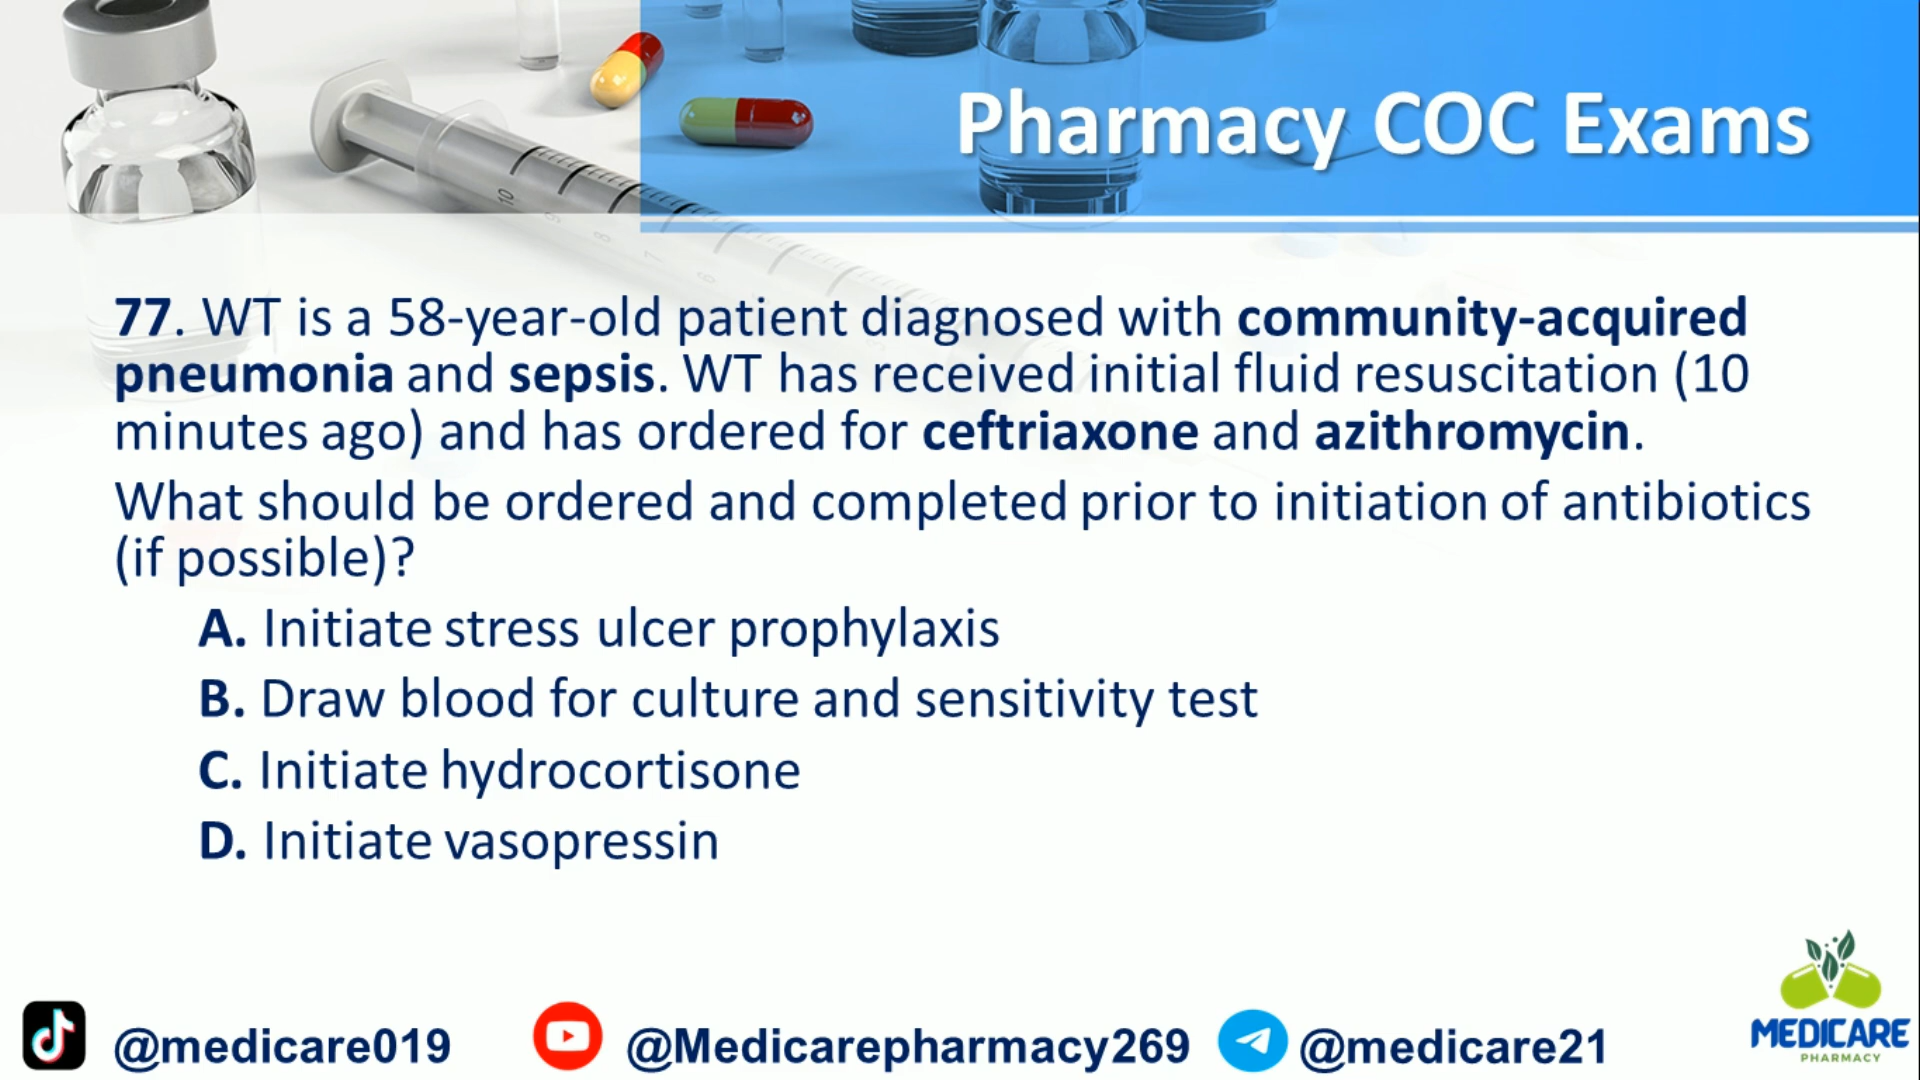 Pharmacy COC Exams
77. WT is a 58-year-old patient diagnosed with community-acquired
pneumonia and sepsis. WT has received initial fluid resuscitation (10
minutes ago) and has ordered for ceftriaxone and azithromycin.
What should be ordered and completed prior to initiation of antibiotics
(if possible)?
A. Initiate stress ulcer prophylaxis
B. Draw blood for culture and sensitivity test
C. Initiate hydrocortisone
D. Initiate vasopressin
@medicare019 @Medicarepharmacy269 @medicare21
MEDICARE
PHARMACY